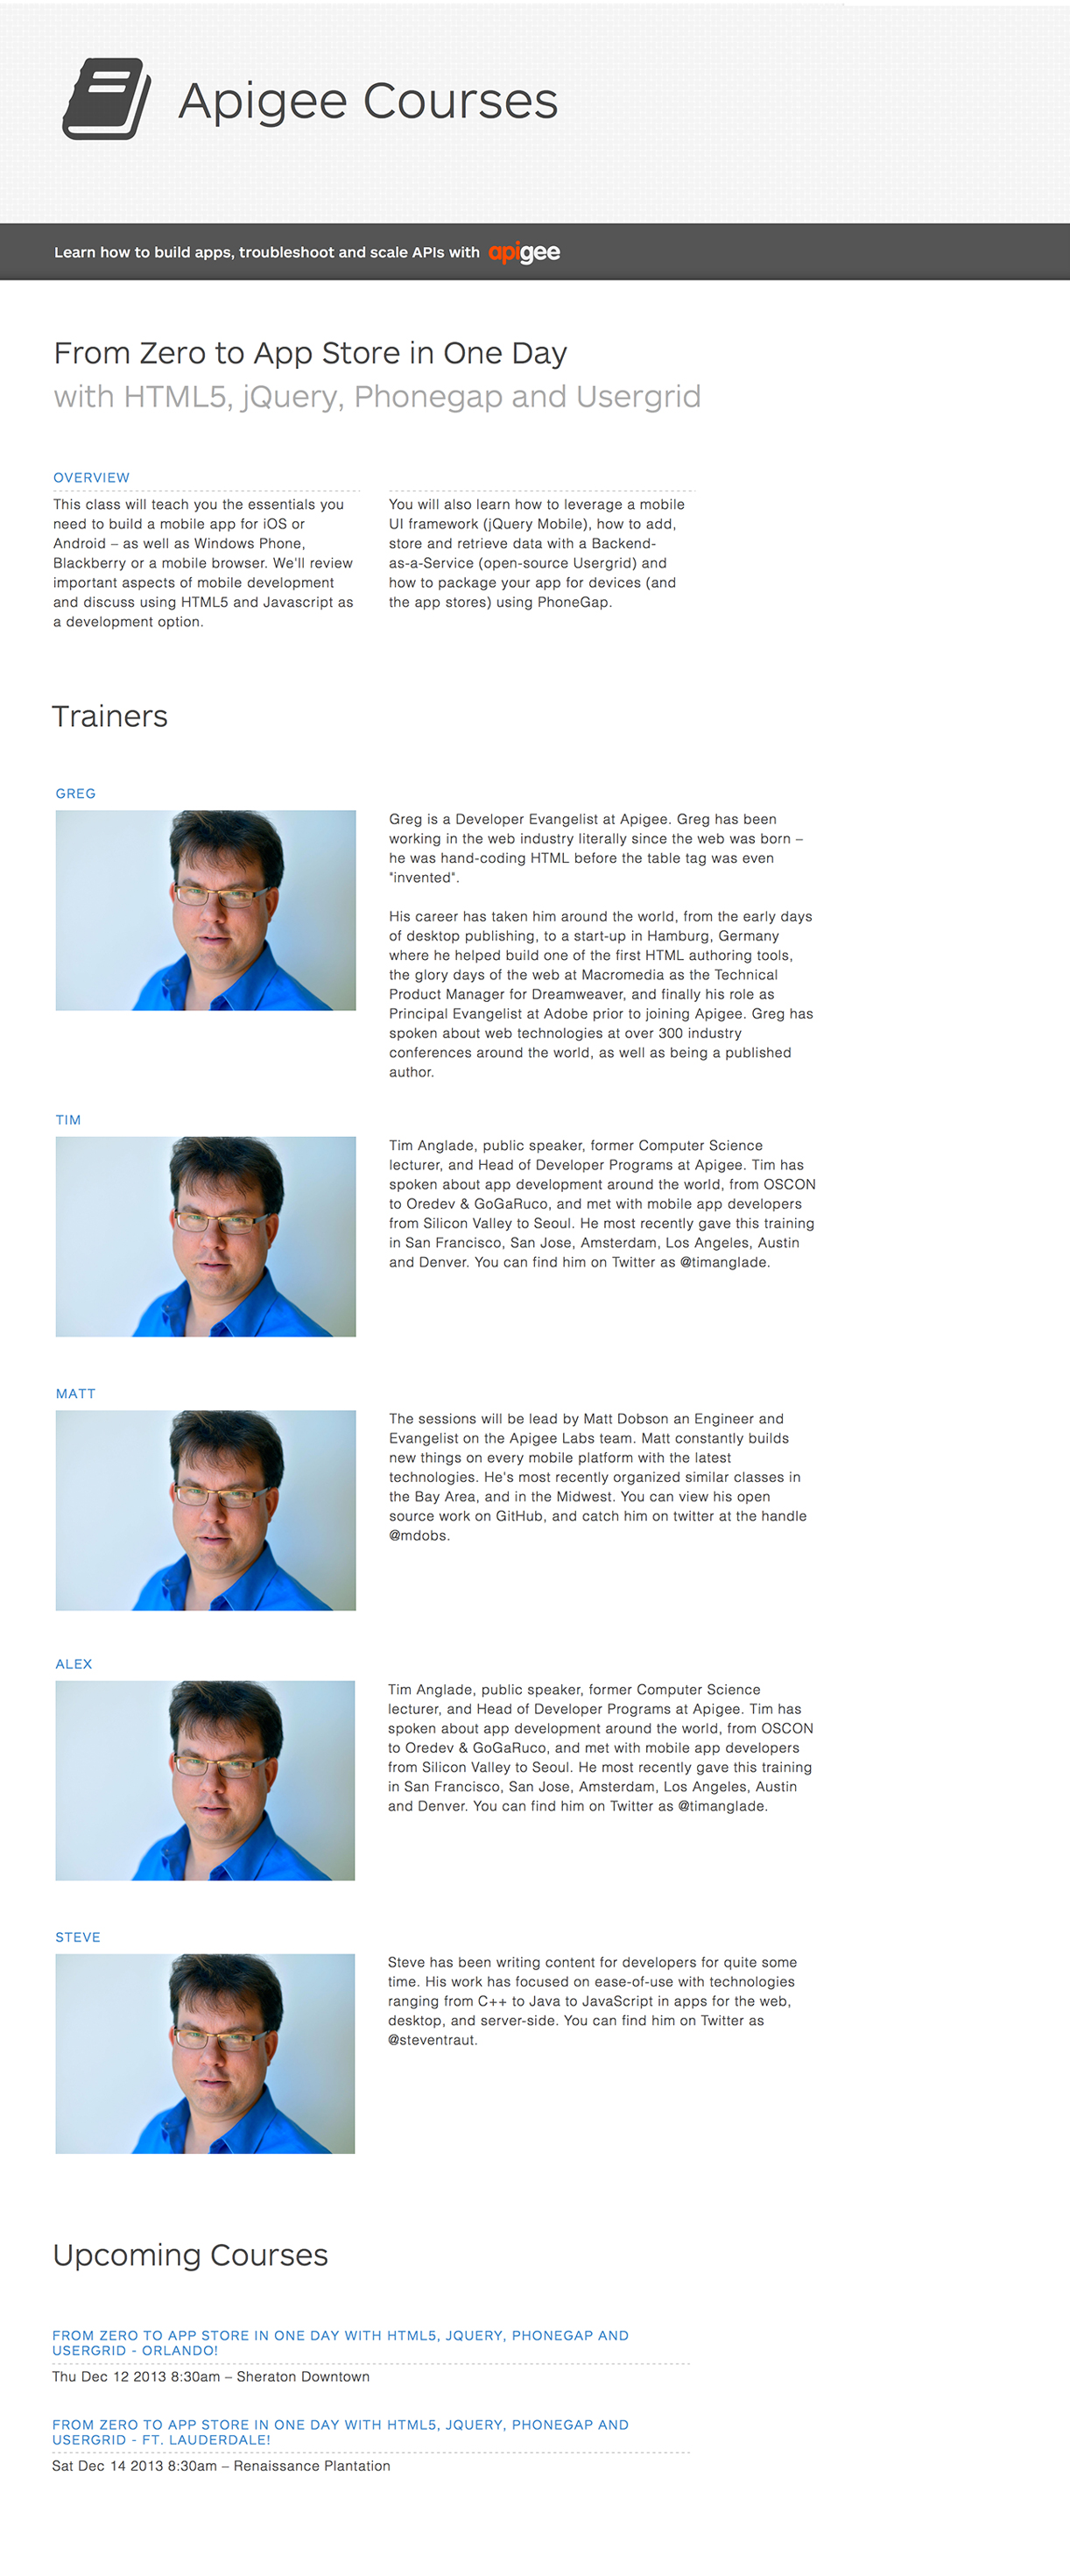 Apigee Courses
Learn how to build apps, troubleshoot and scale APIs with apigee
From Zero to App Store in One Day
with HTML5, jQuery, Phonegap and Usergrid
OVERVIEW
This class will teach you the essentials you
need to build a mobile app for iOS or
Android – as well as Windows Phone,
Blackberry or a mobile browser. We'll review
important aspects of mobile development
and discuss using HTML5 and Javascript as
a development option.
You will also learn how to leverage a mobile
UI framework (jQuery Mobile), how to add,
store and retrieve data with a Backend-
as-a-Service (open-source Usergrid) and
how to package your app for devices (and
the app stores) using PhoneGap.
Trainers
GREG
Greg is a Developer Evangelist at Apigee. Greg has been
working in the web industry literally since the web was born –
he was hand-coding HTML before the table tag was even
"invented".
His career has taken him around the world, from the early days
of desktop publishing, to a start-up in Hamburg, Germany
where he helped build one of the first HTML authoring tools,
the glory days of the web at Macromedia as the Technical
Product Manager for Dreamweaver, and finally his role as
Principal Evangelist at Adobe prior to joining Apigee. Greg has
spoken about web technologies at over 300 industry
conferences around the world, as well as being a published
author.
TIM
Tim Anglade, public speaker, former Computer Science
lecturer, and Head of Developer Programs at Apigee. Tim has
spoken about app development around the world, from OSCON
to Oredev & GoGaRuco, and met with mobile app developers
from Silicon Valley to Seoul. He most recently gave this training
in San Francisco, San Jose, Amsterdam, Los Angeles, Austin
and Denver. You can find him on Twitter as @timanglade.
MATT
The sessions will be lead by Matt Dobson an Engineer and
Evangelist on the Apigee Labs team. Matt constantly builds
new things on every mobile platform with the latest
technologies. He's most recently organized similar classes in
the Bay Area, and in the Midwest. You can view his open
source work on GitHub, and catch him on twitter at the handle
@mdobs.
ALEX
Tim Anglade, public speaker, former Computer Science
lecturer, and Head of Developer Programs at Apigee. Tim has
spoken about app development around the world, from OSCON
to Oredev & GoGaRuco, and met with mobile app developers
from Silicon Valley to Seoul. He most recently gave this training
in San Francisco, San Jose, Amsterdam, Los Angeles, Austin
and Denver. You can find him on Twitter as @timanglade.
STEVE
Steve has been writing content for developers for quite some
time. His work has focused on ease-of-use with technologies
ranging from C++ to Java to JavaScript in apps for the web,
desktop, and server-side. You can find him on Twitter as
@steventraut.
Upcoming Courses
FROM ZERO TO APP STORE IN ONE DAY WITH HTML5, JQUERY, PHONEGAP AND
USERGRID - ORLANDO!
Thu Dec 12 2013 8:30am – Sheraton Downtown
FROM ZERO TO APP STORE IN ONE DAY WITH HTML5, JQUERY, PHONEGAP AND
USERGRID - FT. LAUDERDALE!
Sat Dec 14 2013 8:30am – Renaissance Plantation